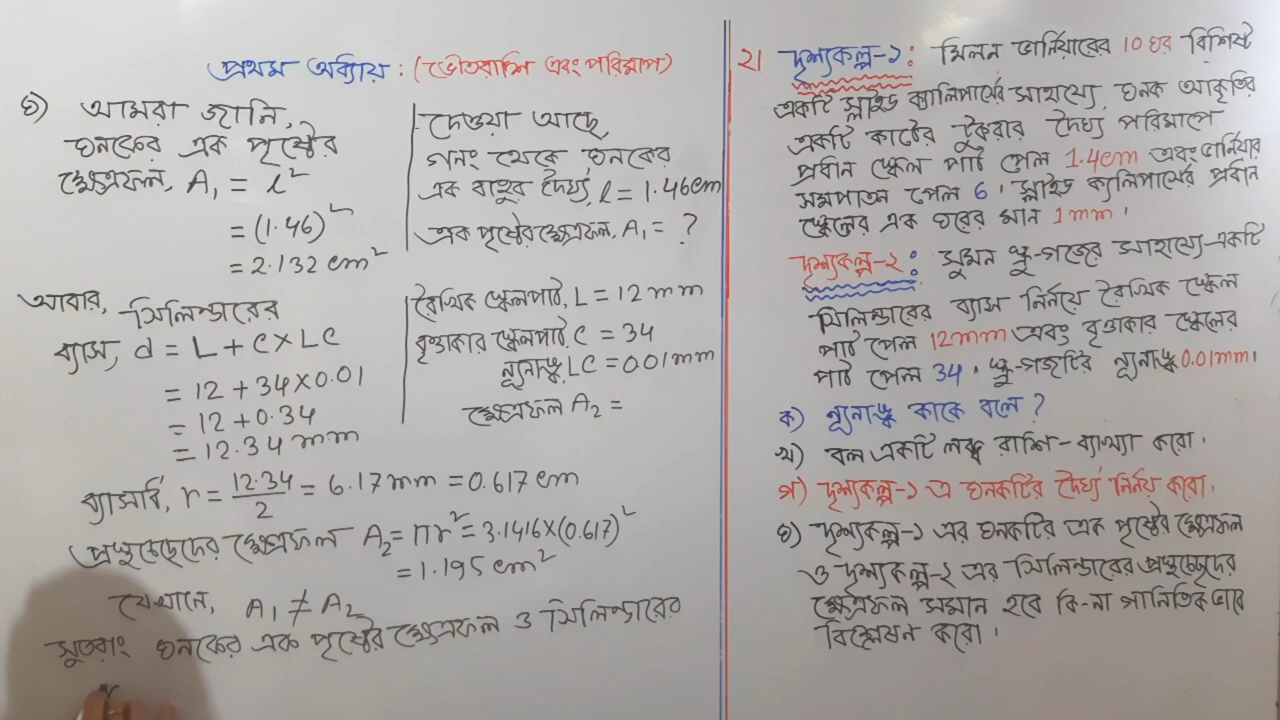 প্রথম অধ্যায় : (ভৌতরাশি এবং পরিমাপ)
ঘ) আমরা জানি,
ঘনকের এক পৃষ্ঠের
ক্ষেত্রফল, A₁ = l²
= (1.46)²
= 2.132 cm²
আবার, সিলিন্ডারের
ব্যাস, d = L + C × LC
= 12 + 34×0.01
= 12 + 0.34
= 12.34 mm
দেওয়া আছে,
গনং থেকে ঘনকের
এক বাহুর দৈর্ঘ্য, l = 1.46cm
এক পৃষ্ঠের ক্ষেত্রফল, A₁ = ?
রৈখিক স্কেলপাঠ, L = 12 mm
বৃত্তাকার স্কেলপাঠ, C = 34
ন্যূনাঙ্ক, LC = 0.01 mm
ক্ষেত্রফল A₂ =
ব্যাসার্ধ, r = 12.34/2 = 6.17 mm = 0.617 cm
প্রস্থচ্ছেদের ক্ষেত্রফল A₂ = πr² = 3.1416×(0.617)²
= 1.195 cm²
যেখানে, A₁ ≠ A₂
সুতরাং ঘনকের এক পৃষ্ঠের ক্ষেত্রফল ও সিলিন্ডারের
২। দৃশ্যকল্প-১: মিলন ভার্নিয়ারের 10 ঘর বিশিষ্ট
একটি স্লাইড ক্যালিপার্সের সাহায্যে, ঘনক আকৃতির
একটি কাঠের টুকরার দৈর্ঘ্য পরিমাপে
প্রধান স্কেল পাঠ পেল 1.4cm এবং ভার্নিয়ার
সমপাতন পেল 6। স্লাইড ক্যালিপার্সের প্রধান
স্কেলের এক ঘরের মান 1 mm।
দৃশ্যকল্প-২: সুমন স্ক্রু-গজের সাহায্যে একটি
সিলিন্ডারের ব্যাস নির্নয়ে রৈখিক স্কেল
পাঠ পেল 12mm এবং বৃত্তাকার স্কেলের
পাঠ পেল 34। স্ক্রু-গজটির ন্যূনাঙ্ক 0.01mm।
ক) ন্যূনাঙ্ক কাকে বলে ?
খ) বল একটি লব্ধ রাশি - ব্যাখ্যা করো।
গ) দৃশ্যকল্প-১ এ ঘনকটির দৈর্ঘ্য নির্নয় করো।
ঘ) দৃশ্যকল্প-১ এর ঘনকটির এক পৃষ্ঠের ক্ষেত্রফল
ও দৃশ্যকল্প-২ এর সিলিন্ডারের প্রস্থচ্ছেদের
ক্ষেত্রফল সমান হবে কি-না গানিতিক ভাবে
বিশ্লেষন করো।